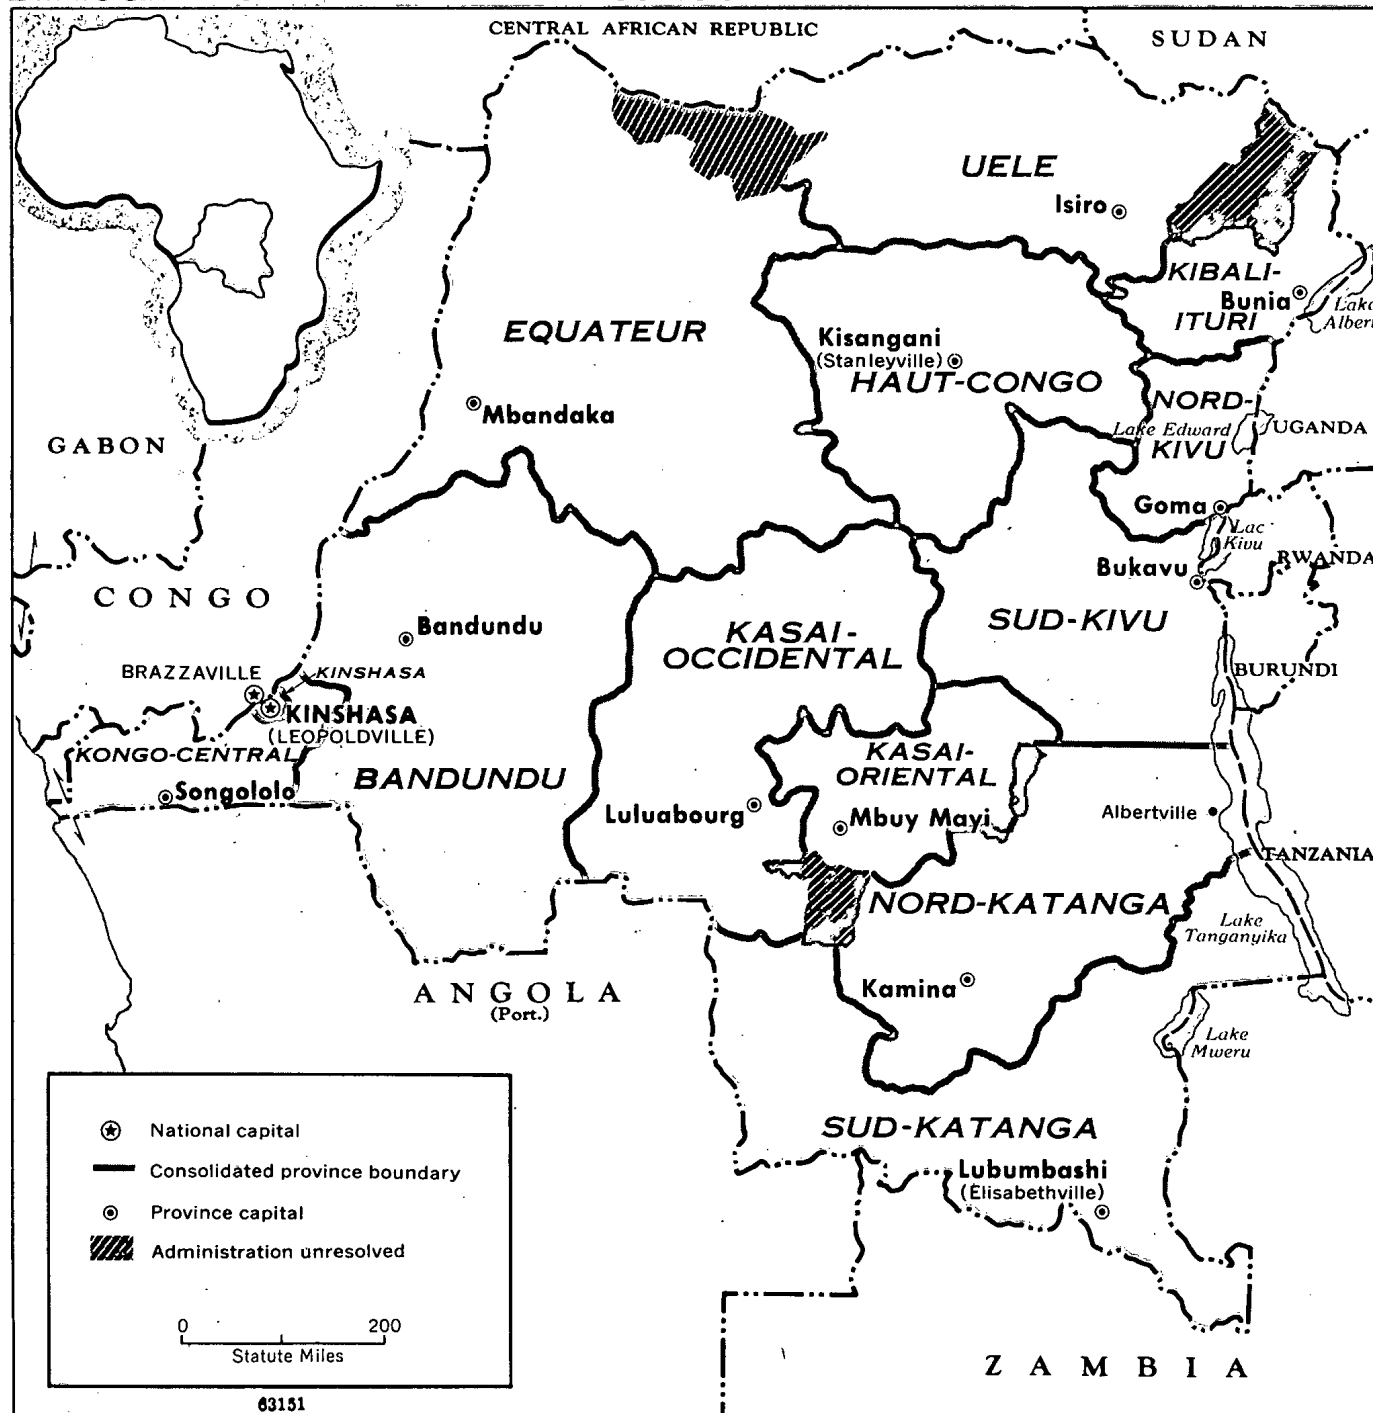 CENTRAL AFRICAN REPUBLIC
SUDAN
UELE
Isiro
KIBALI-
ITURI
Bunia
Lake
Albert
EQUATEUR
Kisangani
(Stanleyville)
HAUT-CONGO
Mbandaka
NORD-
KIVU
Lake Edward
UGANDA
GABON
Goma
Lac
Kivu
Bukavu
RWANDA
CONGO
Bandundu
KASAI-
OCCIDENTAL
SUD-KIVU
BURUNDI
BRAZZAVILLE
KINSHASA
KINSHASA
(LEOPOLDVILLE)
KONGO-CENTRAL
Songololo
BANDUNDU
KASAI-
ORIENTAL
Luluabourg
Mbuy Mayi
Albertville
TANZANIA
NORD-KATANGA
Lake
Tanganyika
Kamina
ANGOLA
(Port.)
Lake
Mweru
SUD-KATANGA
Lubumbashi
(Elisabethville)
National capital
Consolidated province boundary
Province capital
Administration unresolved
0 200
Statute Miles
ZAMBIA
63151